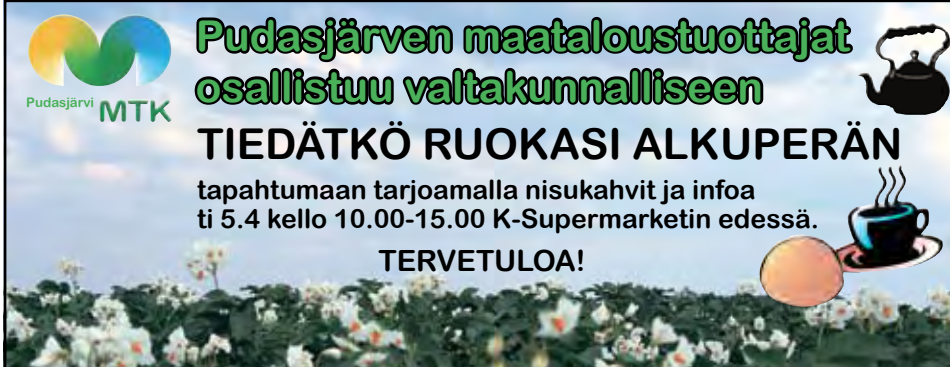 Pudasjärven maataloustuottajat
osallistuu valtakunnalliseen
Pudasjärvi MTK
TIEDÄTKÖ RUOKASI ALKUPERÄN
tapahtumaan tarjoamalla nisukahvit ja infoa
ti 5.4 kello 10.00-15.00 K-Supermarketin edessä.
TERVETULOA!